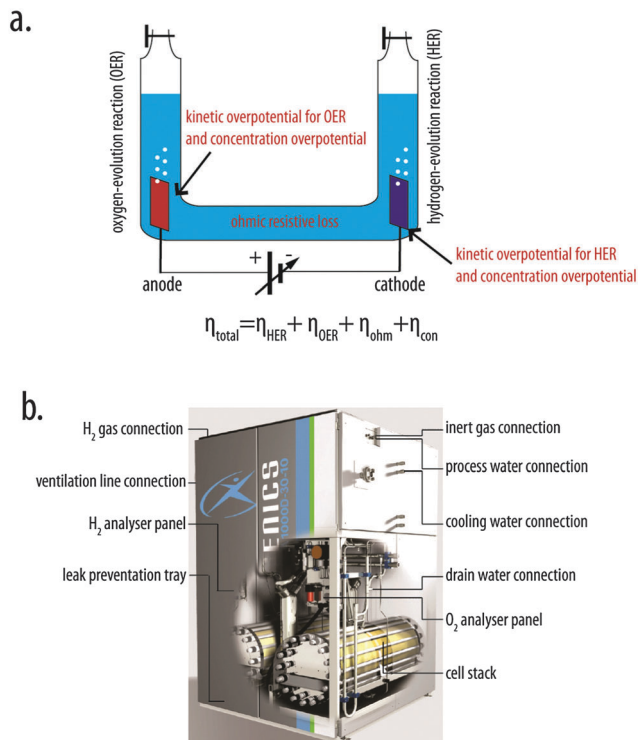 a.
oxygen-evolution reaction (OER)
hydrogen-evolution reaction (HER)
kinetic overpotential for OER
and concentration overpotential
ohmic resistive loss
kinetic overpotential for HER
and concentration overpotential
+ -
anode
cathode
η_total=η_HER+ η_OER+ η_ohm+η_con
b.
H₂ gas connection
inert gas connection
ventilation line connection
process water connection
H₂ analyser panel
cooling water connection
leak preventation tray
drain water connection
O₂ analyser panel
cell stack
ENICS